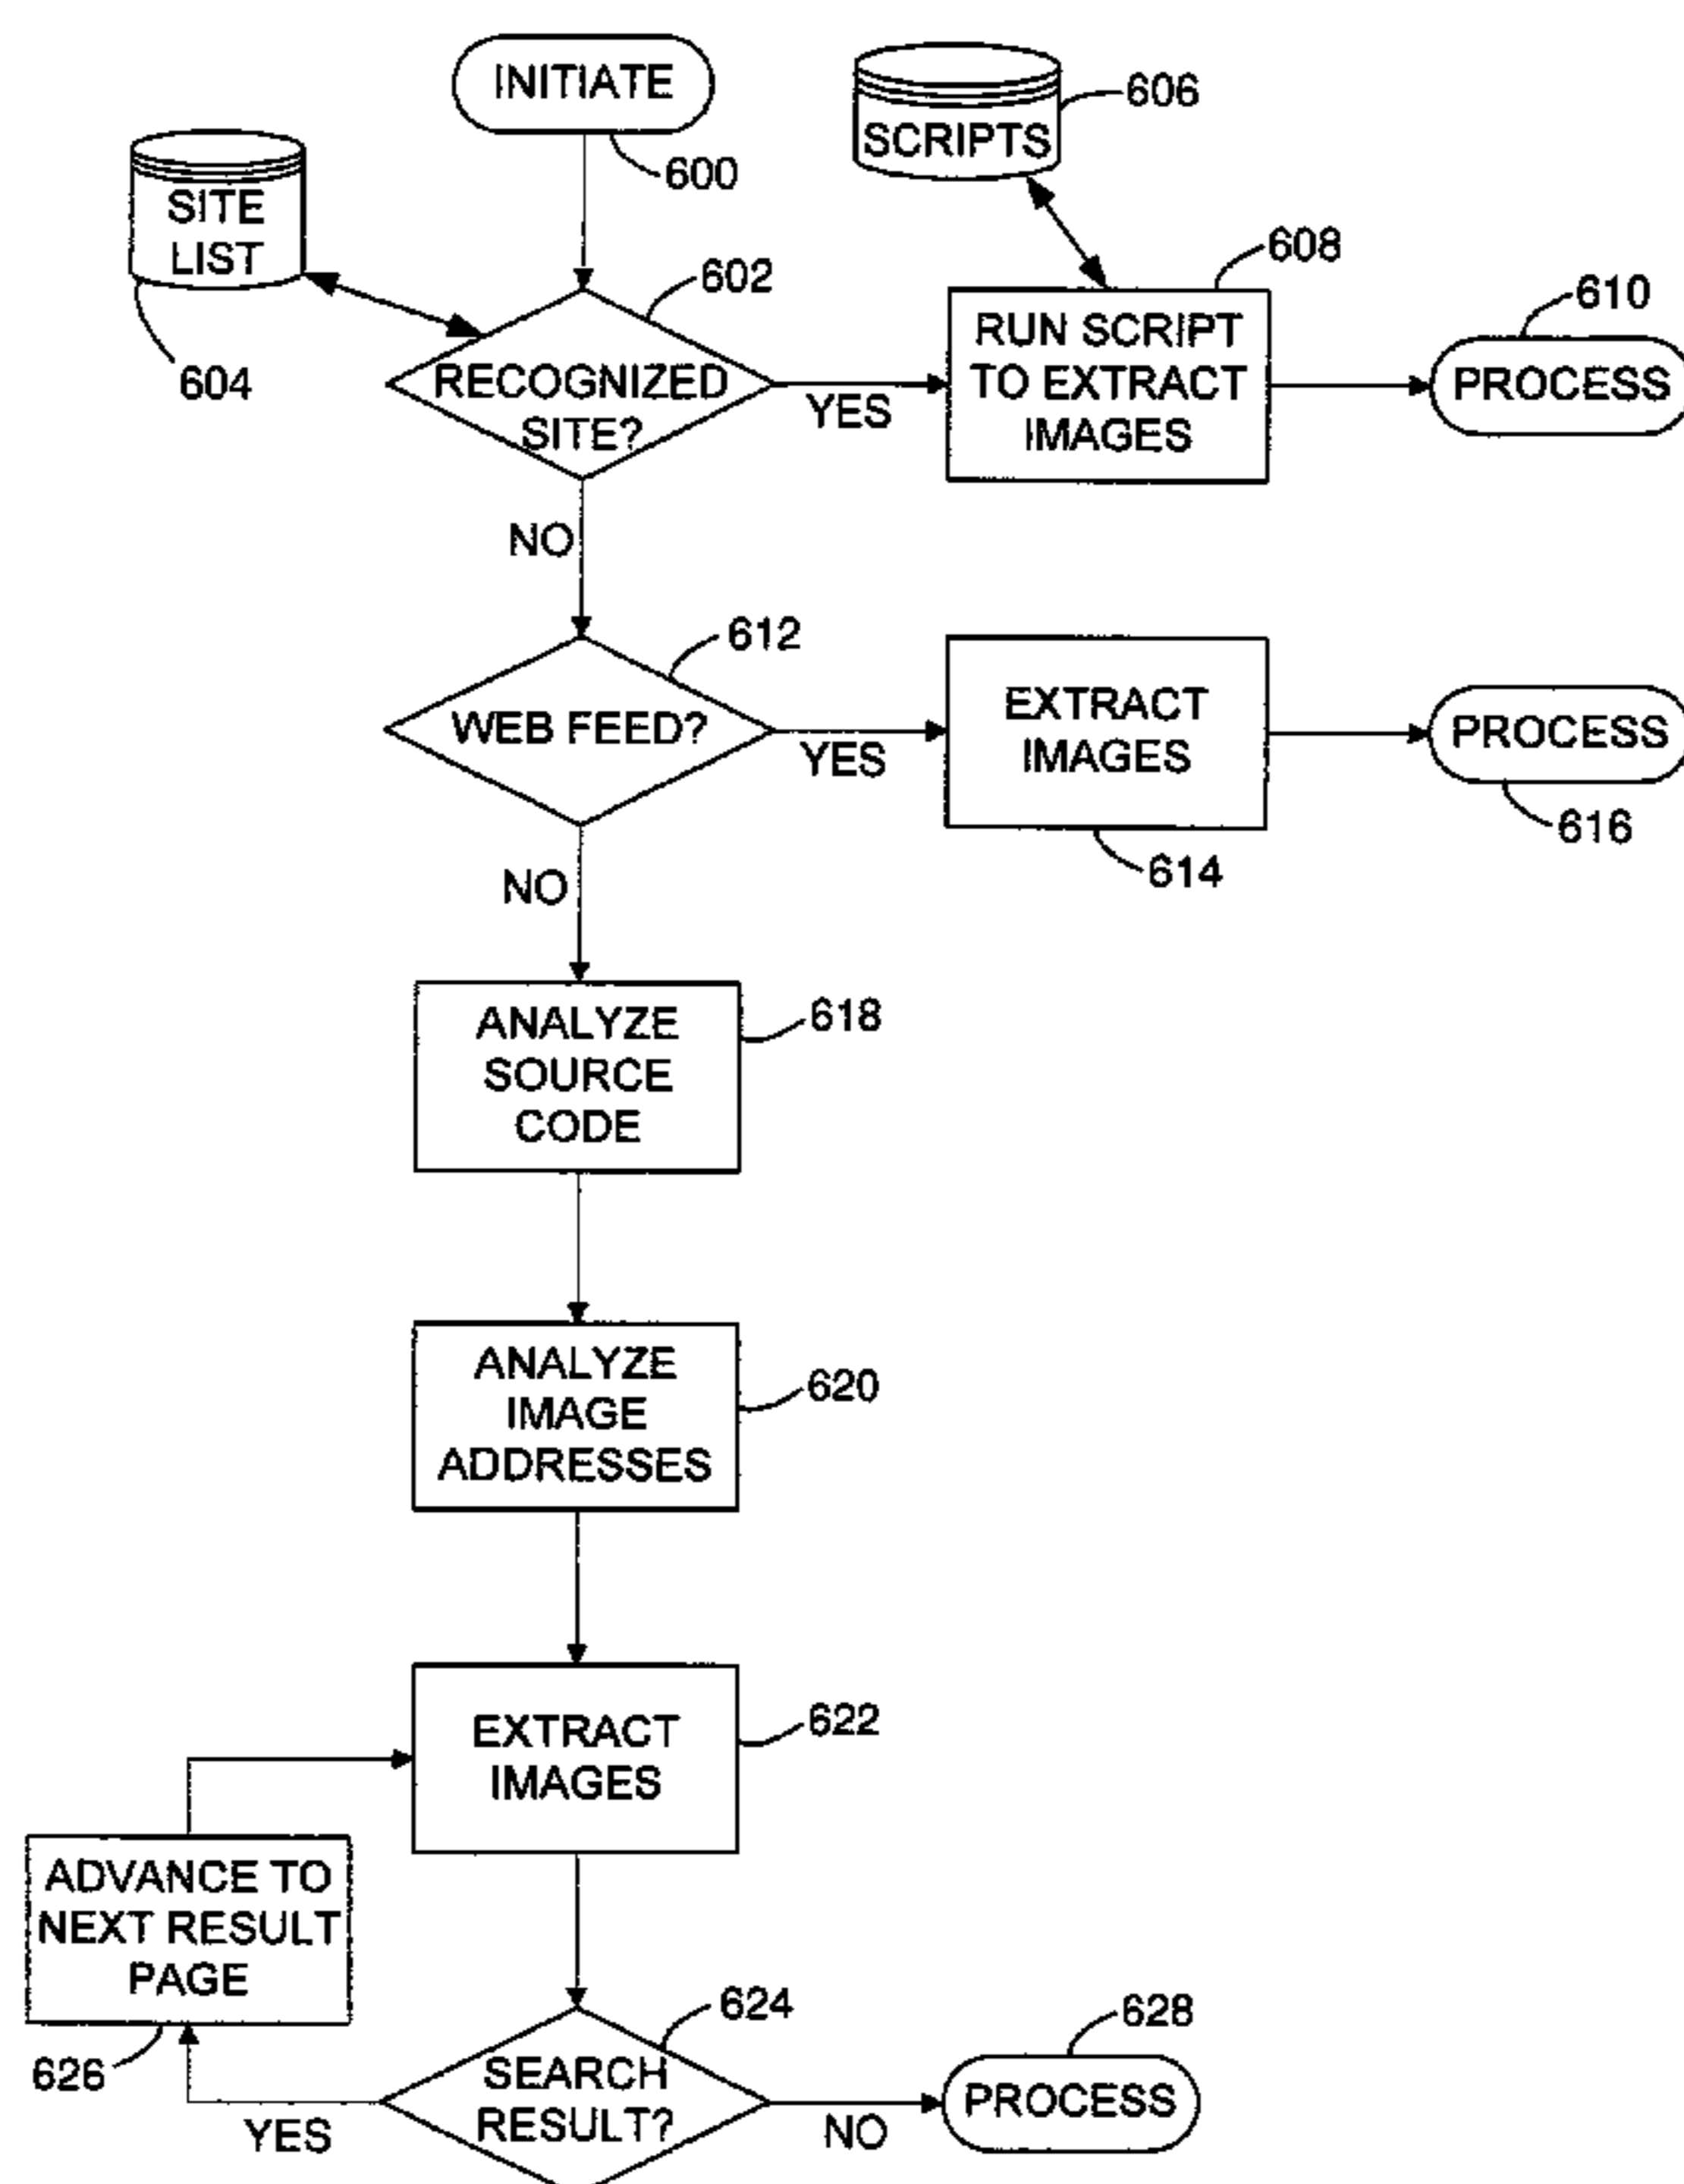 INITIATE
600
SCRIPTS
606
SITE
LIST
604
602
RECOGNIZED
SITE?
YES
608
RUN SCRIPT
TO EXTRACT
IMAGES
610
PROCESS
NO
612
WEB FEED?
YES
EXTRACT
IMAGES
614
PROCESS
616
NO
ANALYZE
SOURCE
CODE
618
ANALYZE
IMAGE
ADDRESSES
620
EXTRACT
IMAGES
622
ADVANCE TO
NEXT RESULT
PAGE
626
624
SEARCH
RESULT?
YES
NO
628
PROCESS